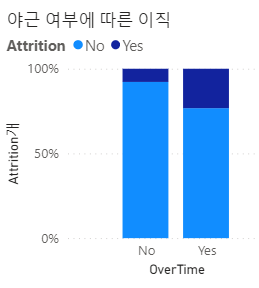 야근 여부에 따른 이직
Attrition No Yes
100%
50%
0%
Attrition개
No Yes
OverTime